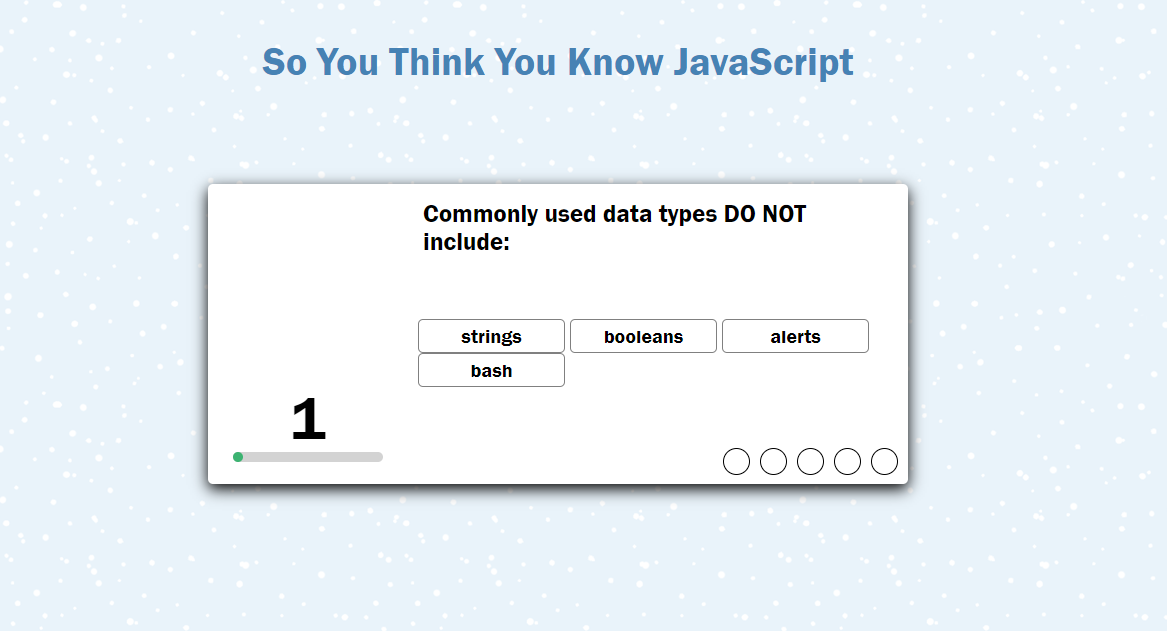 So You Think You Know JavaScript
Commonly used data types DO NOT
include:
strings booleans alerts
bash
1